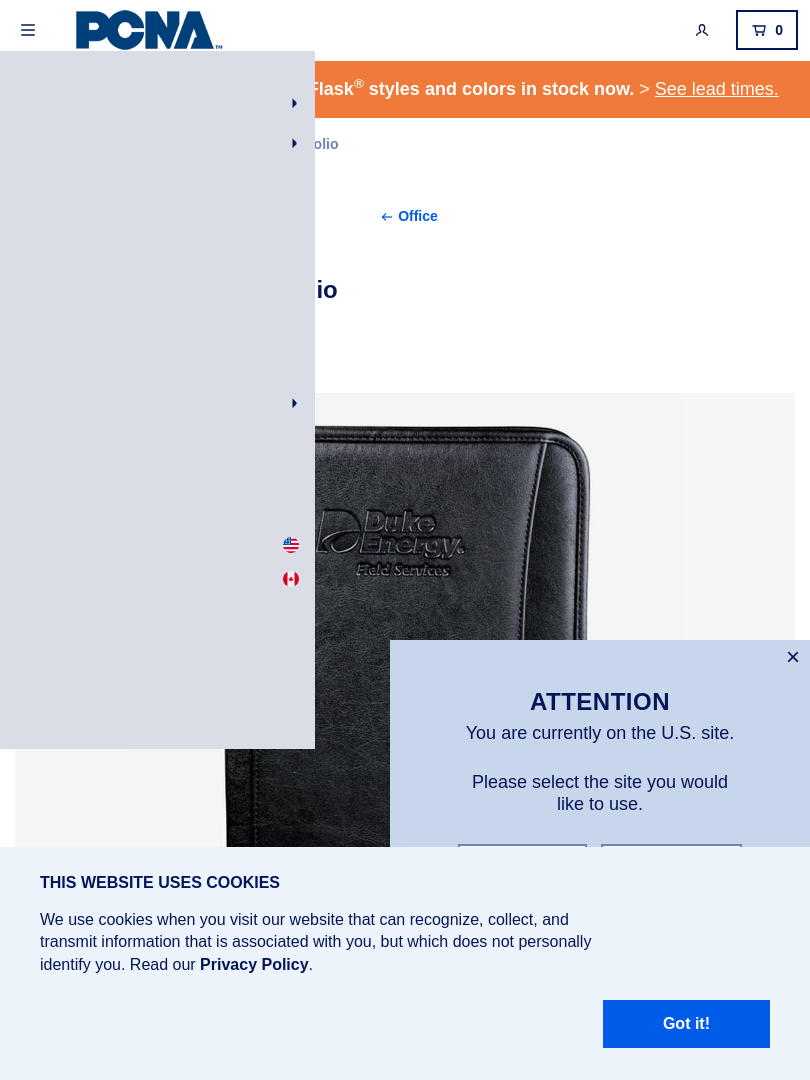 PCNA™
0
Flask® styles and colors in stock now. > See lead times.
olio
← Office
io
Duke
Energy®
Field Services
ATTENTION
You are currently on the U.S. site.
Please select the site you would
like to use.
THIS WEBSITE USES COOKIES
We use cookies when you visit our website that can recognize, collect, and
transmit information that is associated with you, but which does not personally
identify you. Read our Privacy Policy.
Got it!